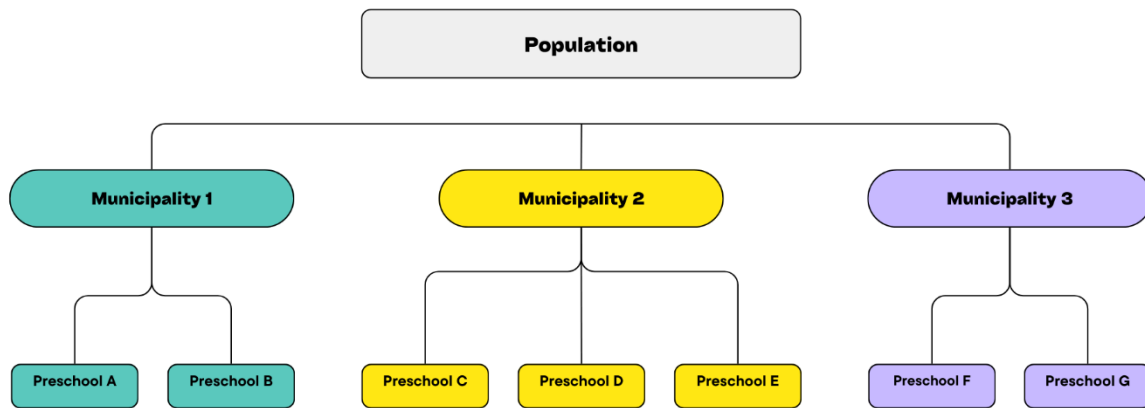 Population
Municipality 1
Municipality 2
Municipality 3
Preschool A
Preschool B
Preschool C
Preschool D
Preschool E
Preschool F
Preschool G